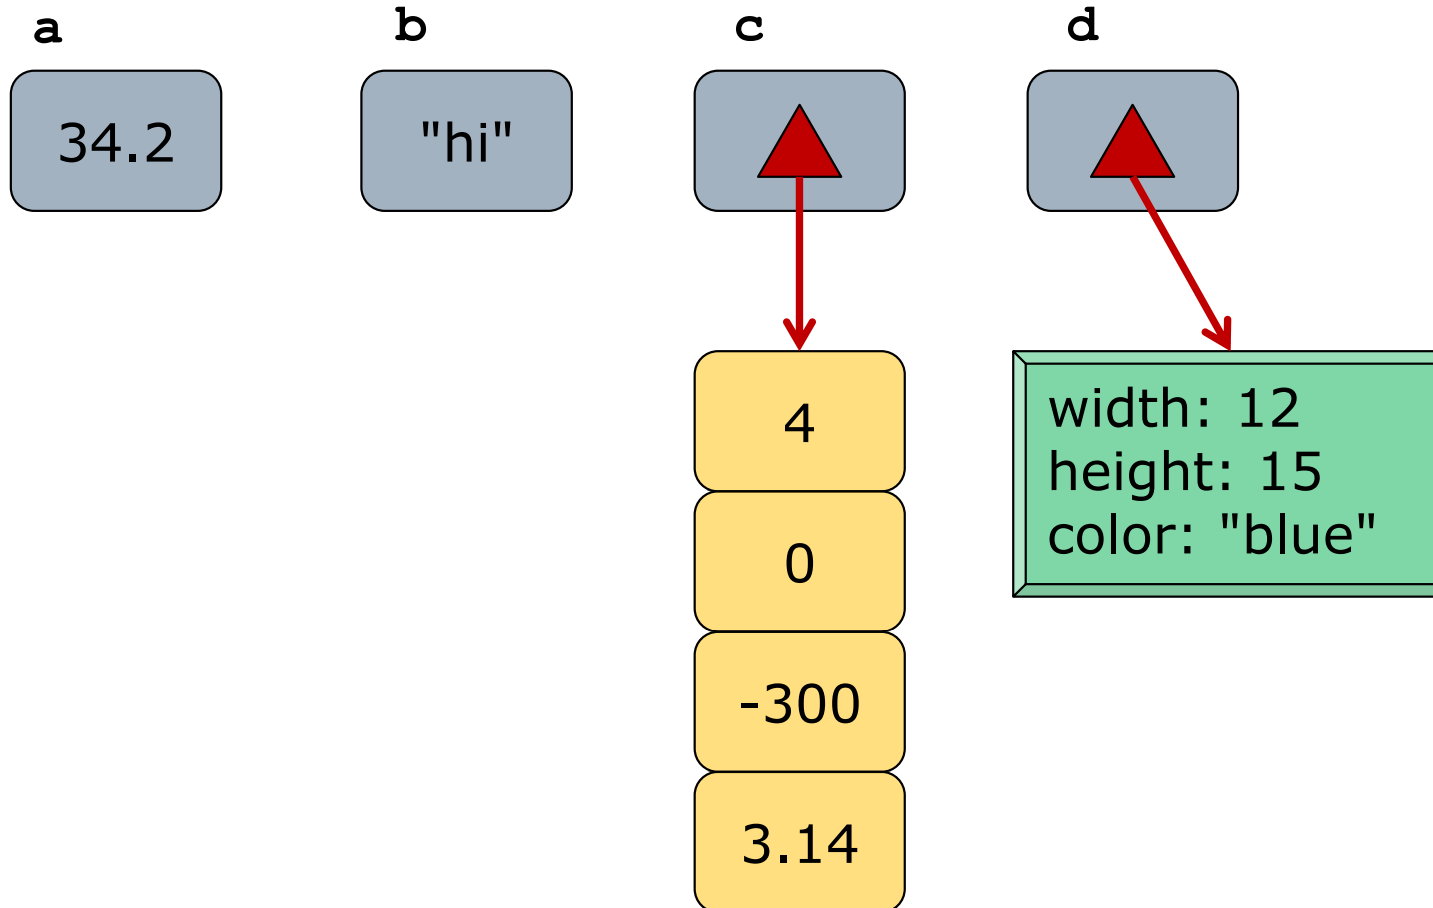 a b c d
34.2 "hi"
4
0
-300
3.14
width: 12
height: 15
color: "blue"